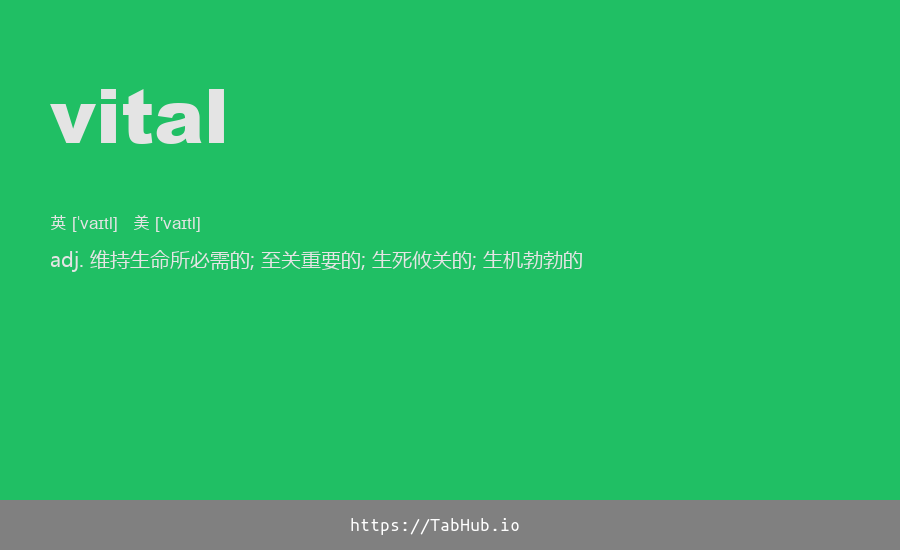 vital
英 ['vaɪtl] 美 ['vaɪtl]
adj. 维持生命所必需的; 至关重要的; 生死攸关的; 生机勃勃的
https://TabHub.io